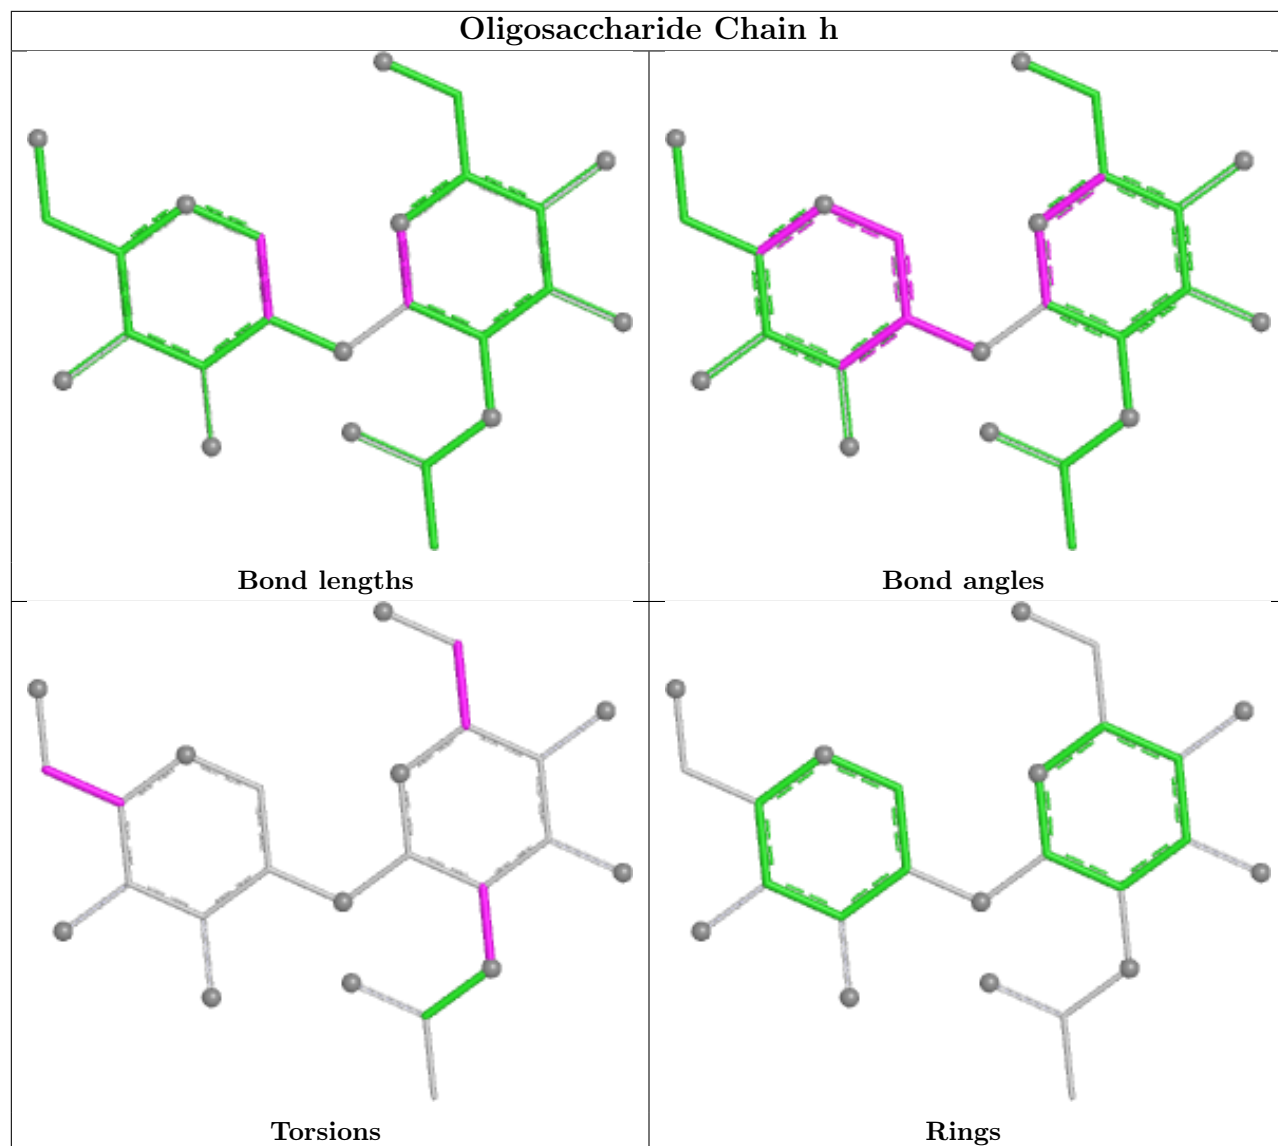 Oligosaccharide Chain h
Bond lengths
Bond angles
Torsions
Rings